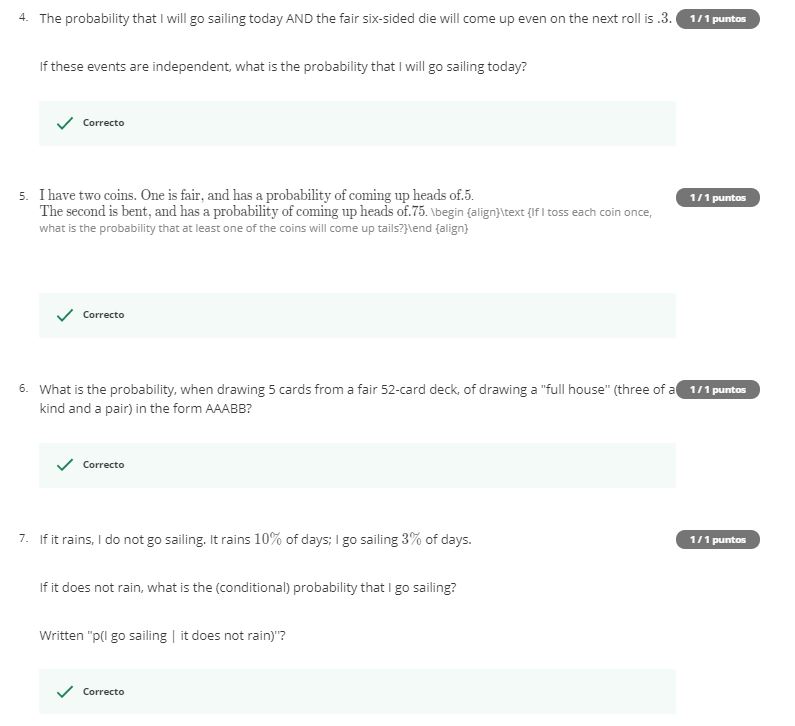 4. The probability that I will go sailing today AND the fair six-sided die will come up even on the next roll is .3. 1 / 1 puntos
If these events are independent, what is the probability that I will go sailing today?
Correcto
5. I have two coins. One is fair, and has a probability of coming up heads of.5. 1 / 1 puntos
The second is bent, and has a probability of coming up heads of.75. \begin {align}\text {If I toss each coin once,
what is the probability that at least one of the coins will come up tails?}\end {align}
Correcto
6. What is the probability, when drawing 5 cards from a fair 52-card deck, of drawing a "full house" (three of a 1 / 1 puntos
kind and a pair) in the form AAABB?
Correcto
7. If it rains, I do not go sailing. It rains 10% of days; I go sailing 3% of days. 1 / 1 puntos
If it does not rain, what is the (conditional) probability that I go sailing?
Written "p(I go sailing | it does not rain)"?
Correcto